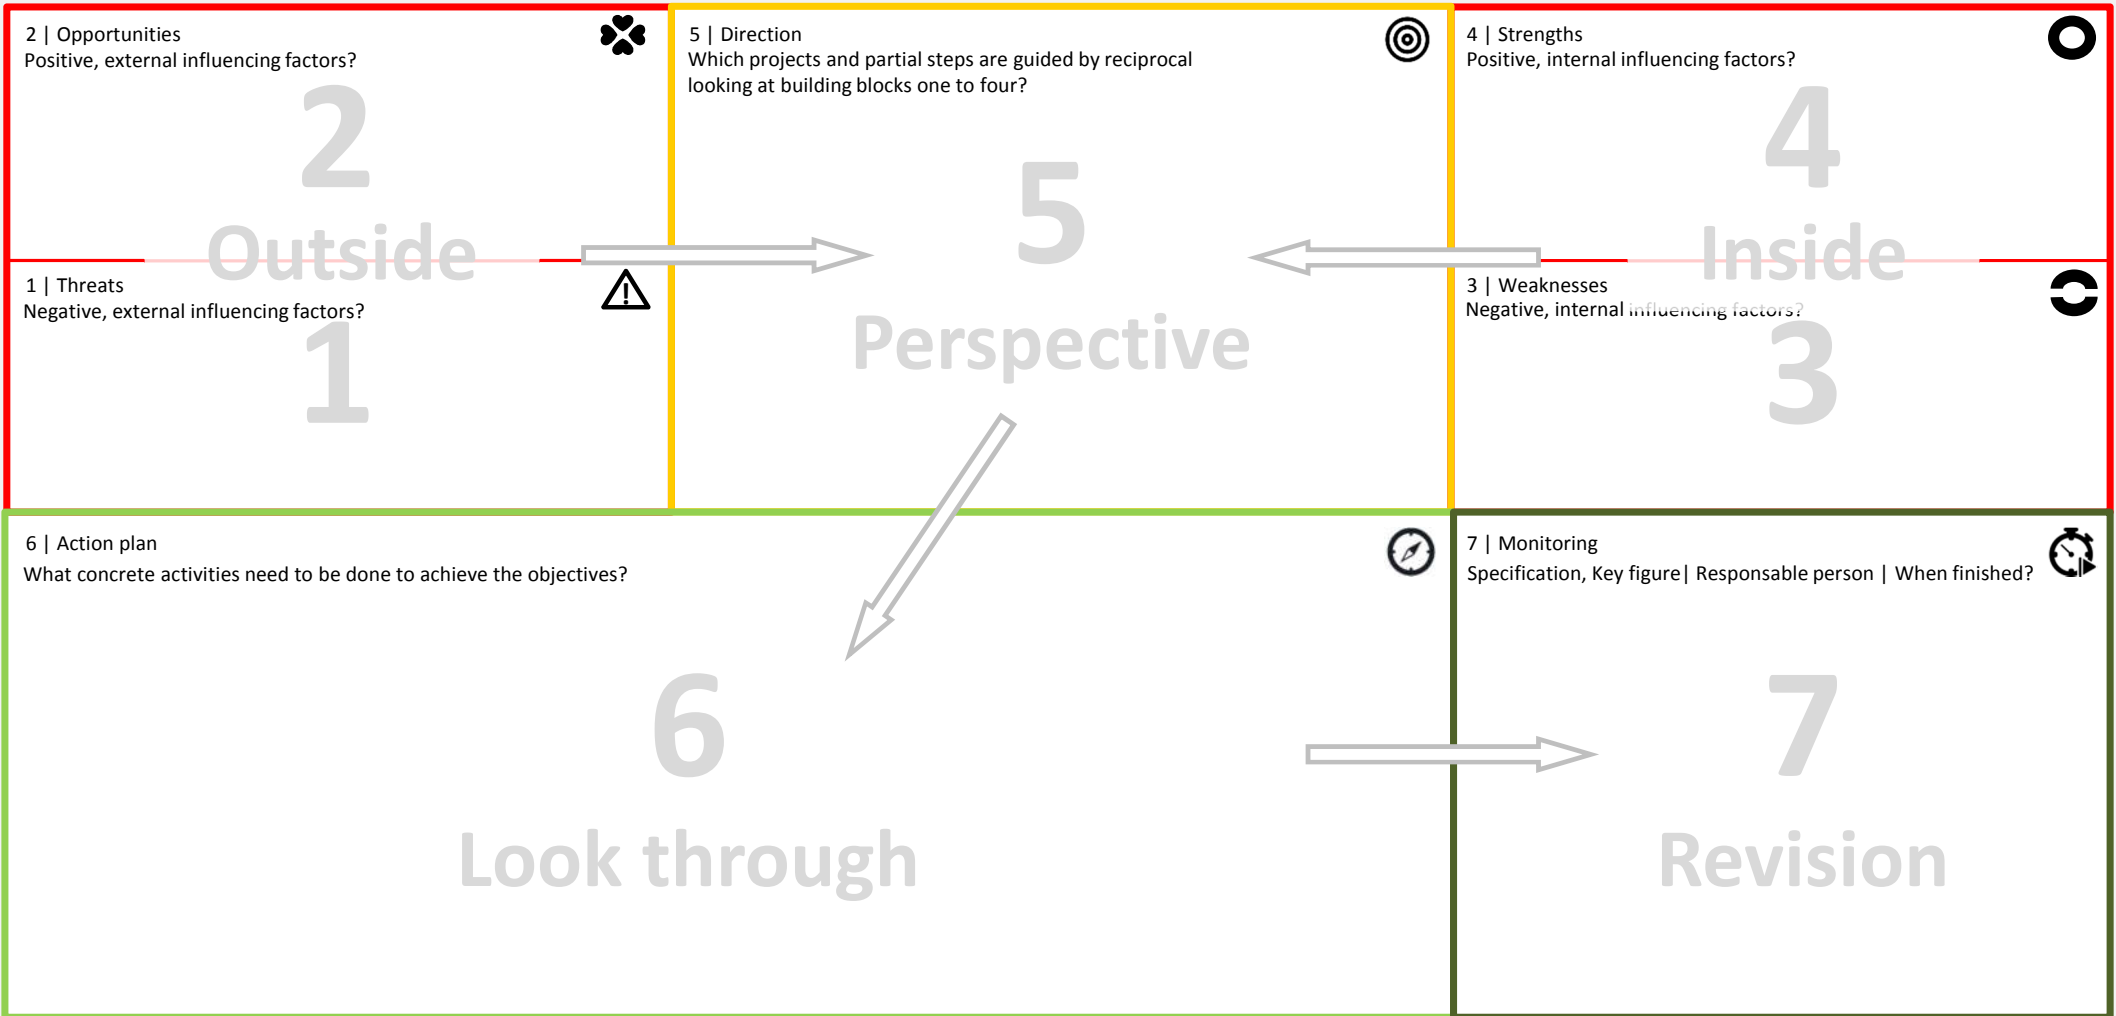 2 | Opportunities
Positive, external influencing factors?
2
Outside
1 | Threats
Negative, external influencing factors?
1
5 | Direction
Which projects and partial steps are guided by reciprocal
looking at building blocks one to four?
5
Perspective
4 | Strengths
Positive, internal influencing factors?
4
Inside
3 | Weaknesses
Negative, internal influencing factors?
3
6 | Action plan
What concrete activities need to be done to achieve the objectives?
6
Look through
7 | Monitoring
Specification, Key figure| Responsable person | When finished?
7
Revision